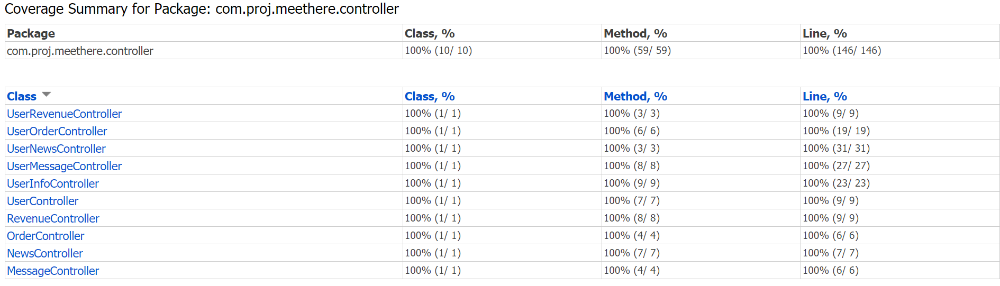 Coverage Summary for Package: com.proj.meethere.controller
Package Class, % Method, % Line, %
com.proj.meethere.controller 100% (10/ 10) 100% (59/ 59) 100% (146/ 146)
Class Class, % Method, % Line, %
UserRevenueController 100% (1/ 1) 100% (3/ 3) 100% (9/ 9)
UserOrderController 100% (1/ 1) 100% (6/ 6) 100% (19/ 19)
UserNewsController 100% (1/ 1) 100% (3/ 3) 100% (31/ 31)
UserMessageController 100% (1/ 1) 100% (8/ 8) 100% (27/ 27)
UserInfoController 100% (1/ 1) 100% (9/ 9) 100% (23/ 23)
UserController 100% (1/ 1) 100% (7/ 7) 100% (9/ 9)
RevenueController 100% (1/ 1) 100% (8/ 8) 100% (9/ 9)
OrderController 100% (1/ 1) 100% (4/ 4) 100% (6/ 6)
NewsController 100% (1/ 1) 100% (7/ 7) 100% (7/ 7)
MessageController 100% (1/ 1) 100% (4/ 4) 100% (6/ 6)